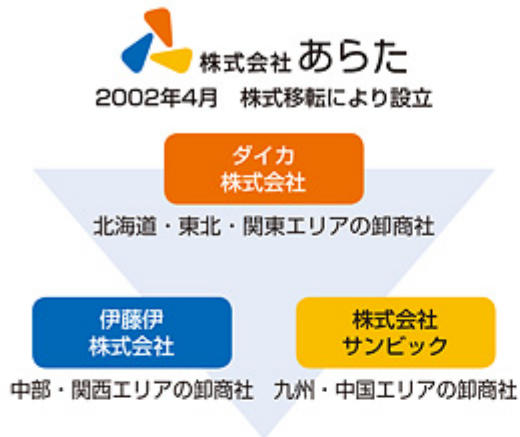 株式会社 あらた
2002年4月 株式移転により設立
ダイカ
株式会社
北海道・東北・関東エリアの卸商社
伊藤伊
株式会社
中部・関西エリアの卸商社
株式会社
サンビック
九州・中国エリアの卸商社